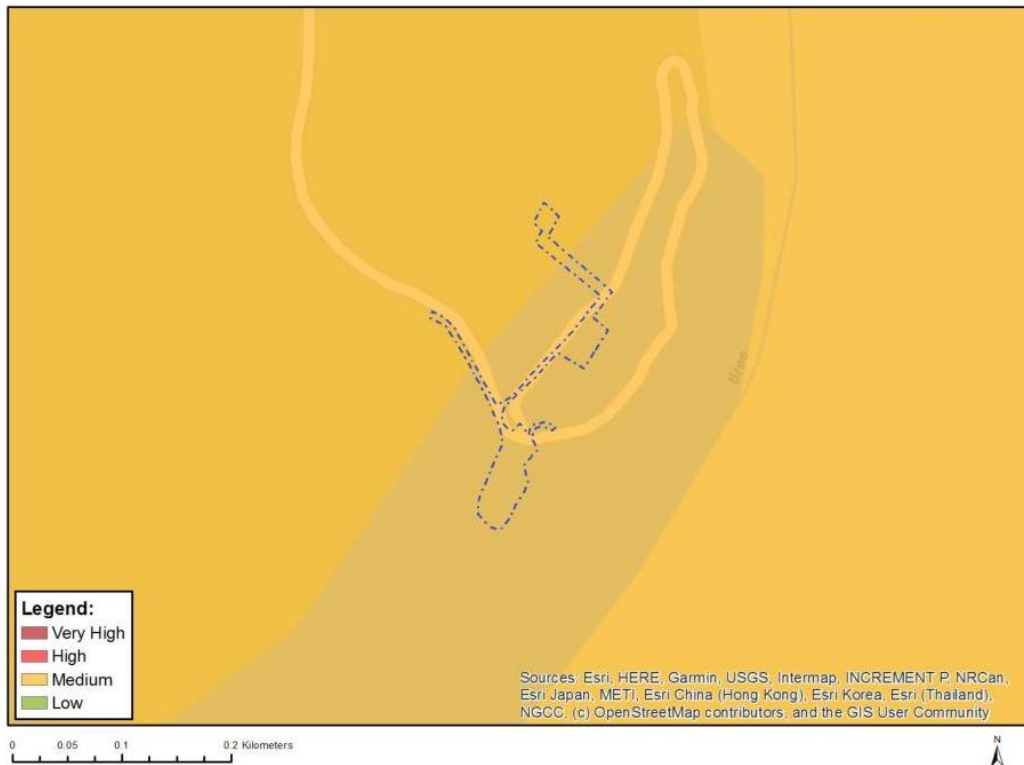 Bree
Legend:
Very High
High
Medium
Low
Sources: Esri, HERE, Garmin, USGS, Intermap, INCREMENT P, NRCan,
Esri Japan, METI, Esri China (Hong Kong), Esri Korea, Esri (Thailand),
NGCC, (c) OpenStreetMap contributors, and the GIS User Community
0 0.05 0.1 0.2 Kilometers
N